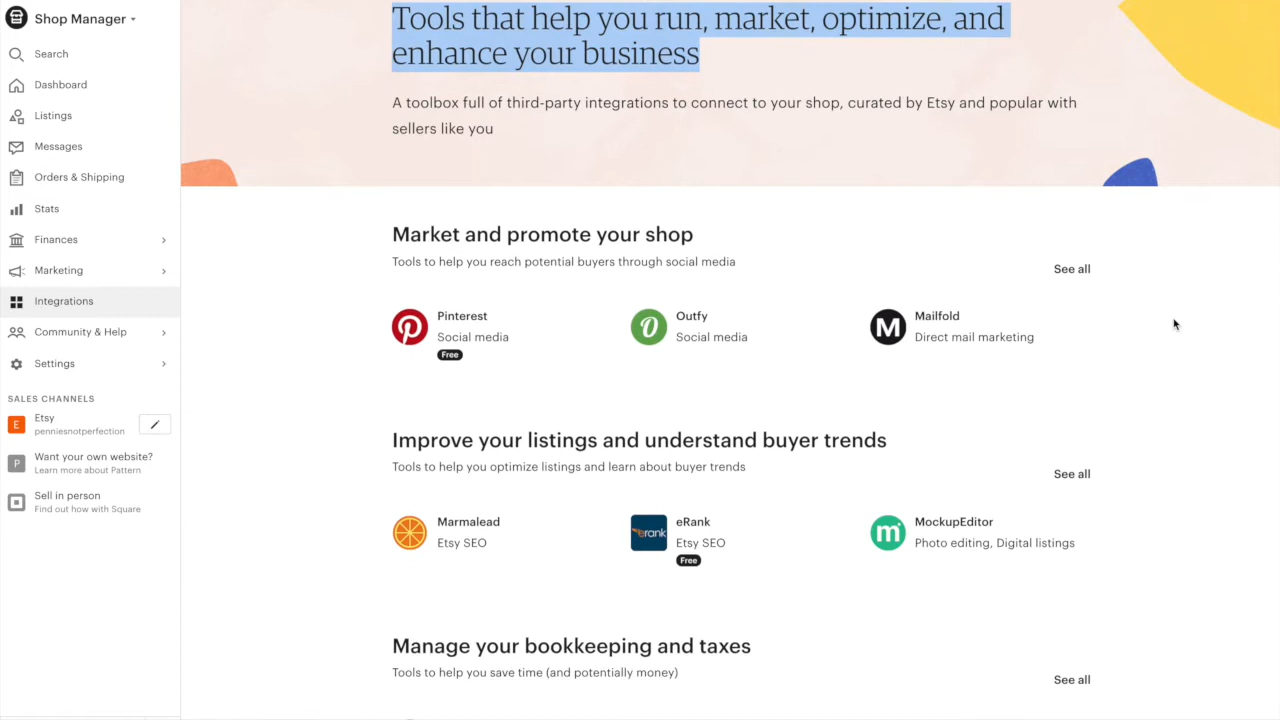 Shop Manager
Search
Dashboard
Listings
Messages
Orders & Shipping
Stats
Finances
Marketing
Integrations
Community & Help
Settings
SALES CHANNELS
E
Etsy
penniesnotperfection
P
Want your own website?
Learn more about Pattern
Sell in person
Find out how with Square
Tools that help you run, market, optimize, and
enhance your business
A toolbox full of third-party integrations to connect to your shop, curated by Etsy and popular with
sellers like you
Market and promote your shop
Tools to help you reach potential buyers through social media
See all
Pinterest
Social media
Free
Outfy
Social media
M
Mailfold
Direct mail marketing
Improve your listings and understand buyer trends
Tools to help you optimize listings and learn about buyer trends
See all
Marmalead
Etsy SEO
erank
eRank
Etsy SEO
Free
m
MockupEditor
Photo editing, Digital listings
Manage your bookkeeping and taxes
Tools to help you save time (and potentially money)
See all